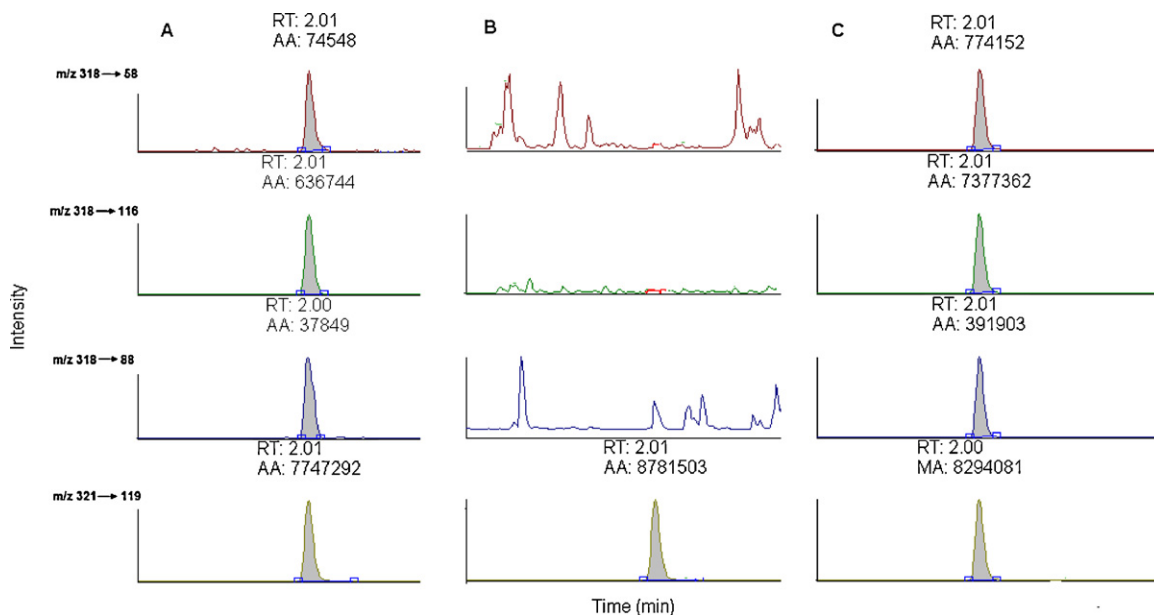 A
RT: 2.01
AA: 74548
B
C
RT: 2.01
AA: 774152
m/z 318→58
RT: 2.01
AA: 636744
RT: 2.01
AA: 7377362
m/z 318→116
RT: 2.00
AA: 37849
RT: 2.01
AA: 391903
Intensity
m/z 318→88
RT: 2.01
AA: 7747292
RT: 2.01
AA: 8781503
RT: 2.00
MA: 8294081
m/z 321→119
Time (min)